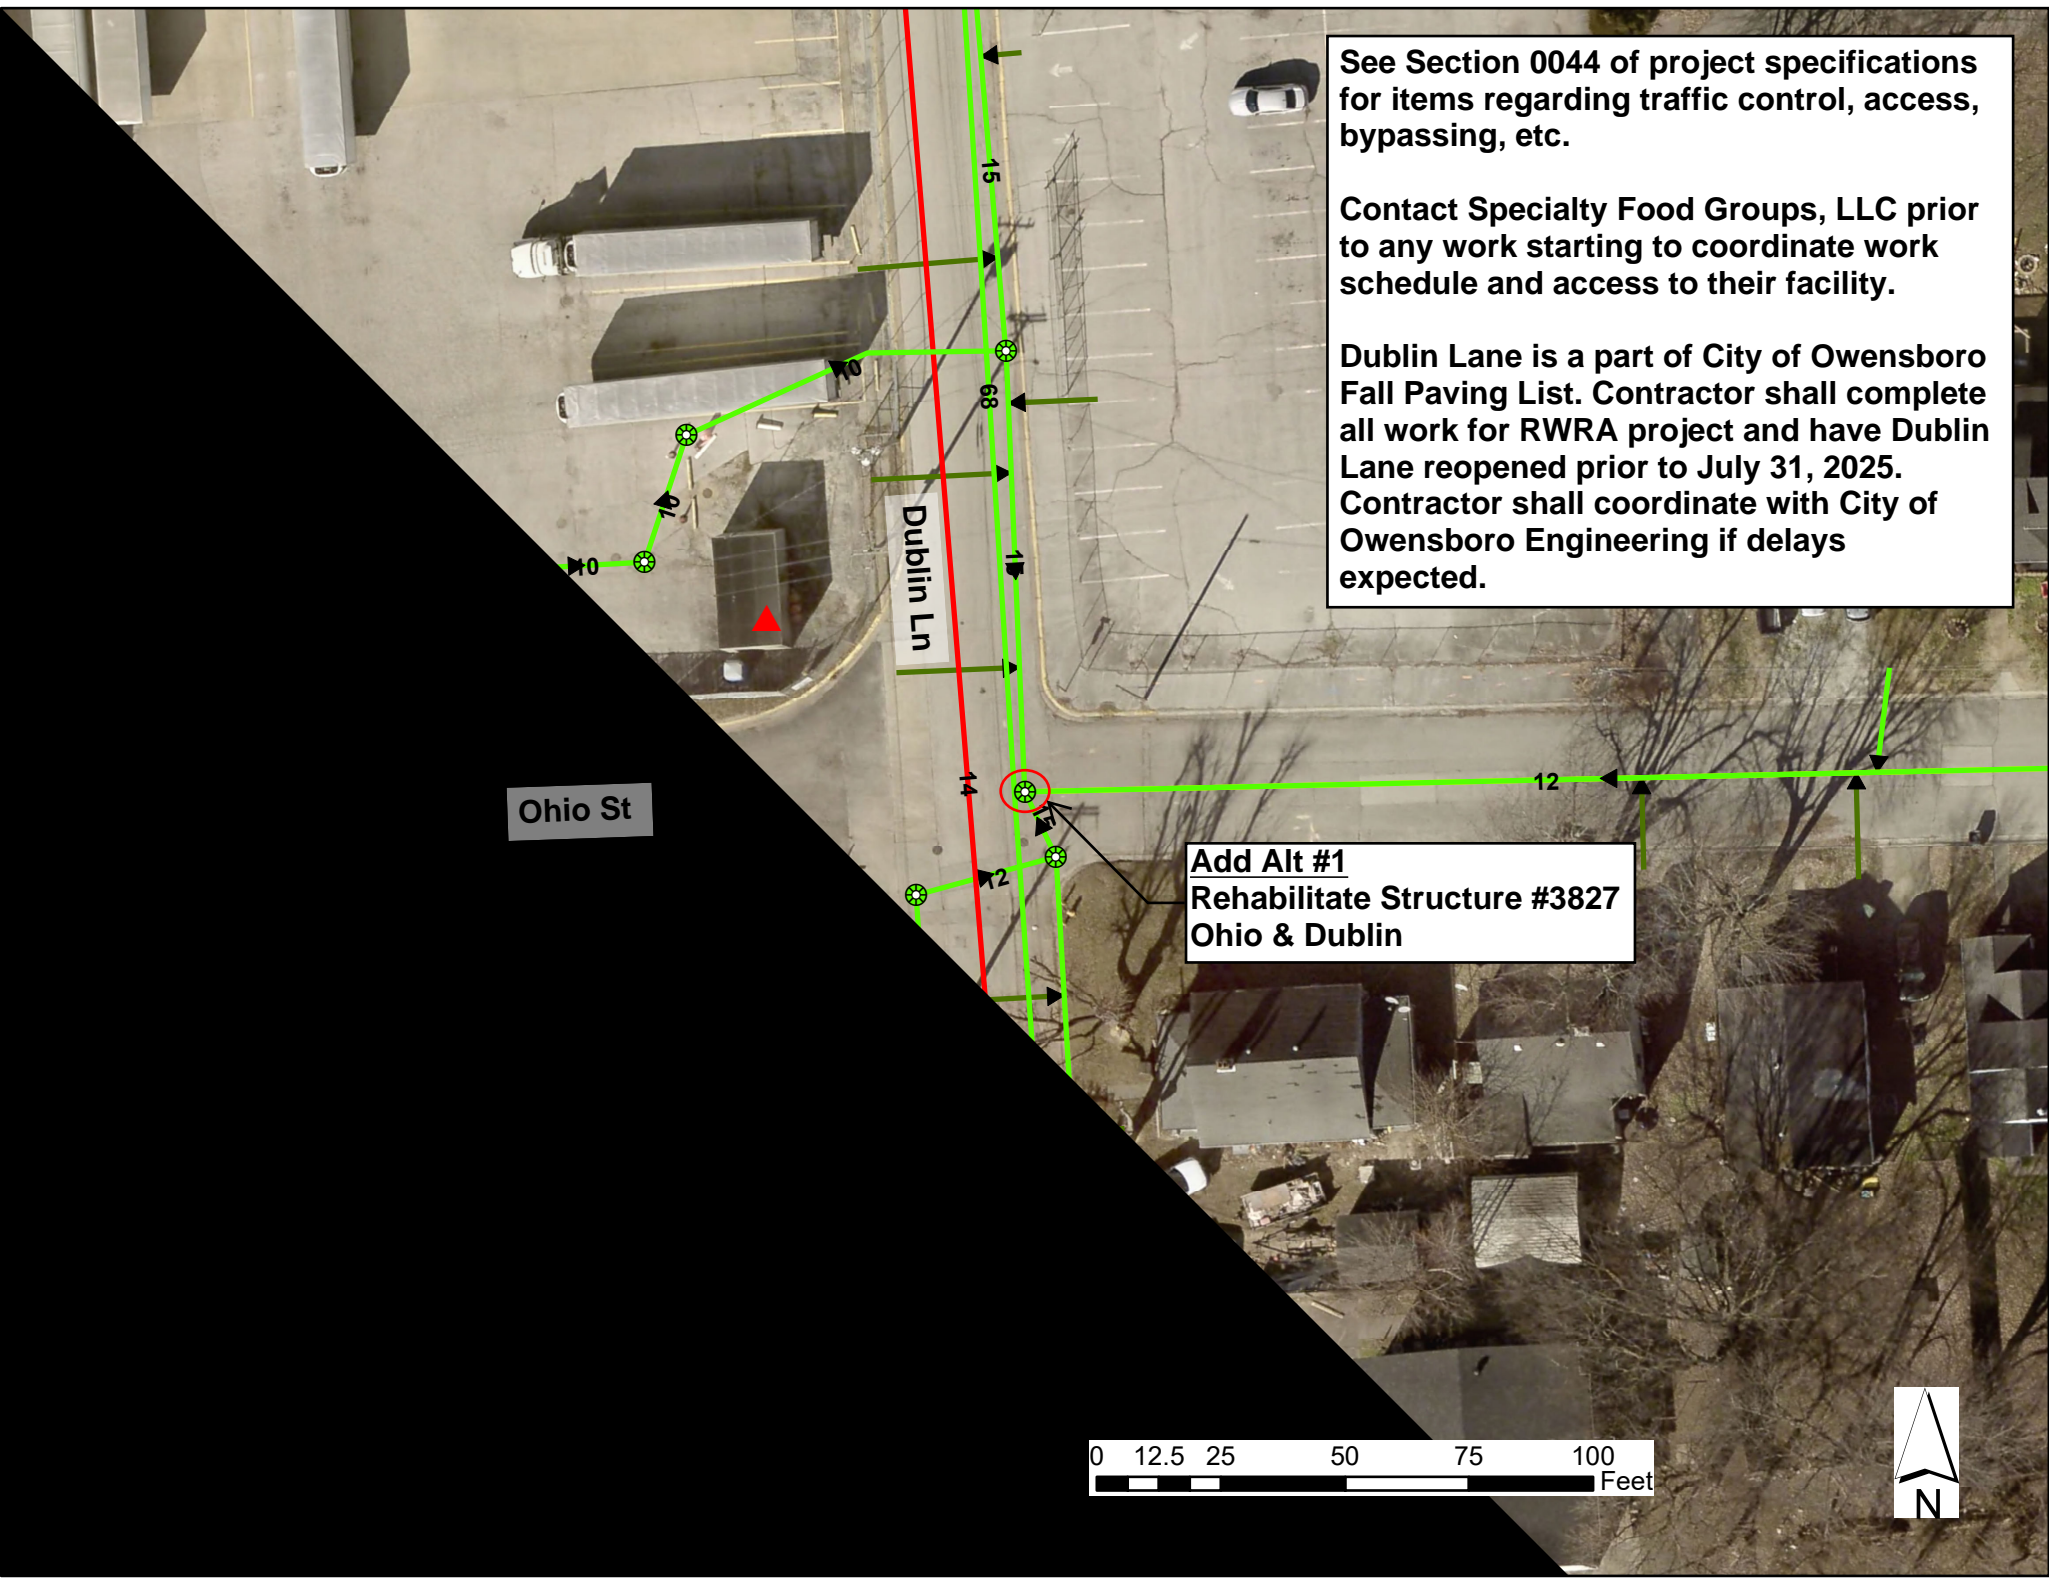 See Section 0044 of project specifications
for items regarding traffic control, access,
bypassing, etc.
Contact Specialty Food Groups, LLC prior
to any work starting to coordinate work
schedule and access to their facility.
Dublin Lane is a part of City of Owensboro
Fall Paving List. Contractor shall complete
all work for RWRA project and have Dublin
Lane reopened prior to July 31, 2025.
Contractor shall coordinate with City of
Owensboro Engineering if delays
expected.
15
10
68
10
10
15
Dublin Ln
14
12
Ohio St
15
12
Add Alt #1
Rehabilitate Structure #3827
Ohio & Dublin
0 12.5 25 50 75 100
Feet
N